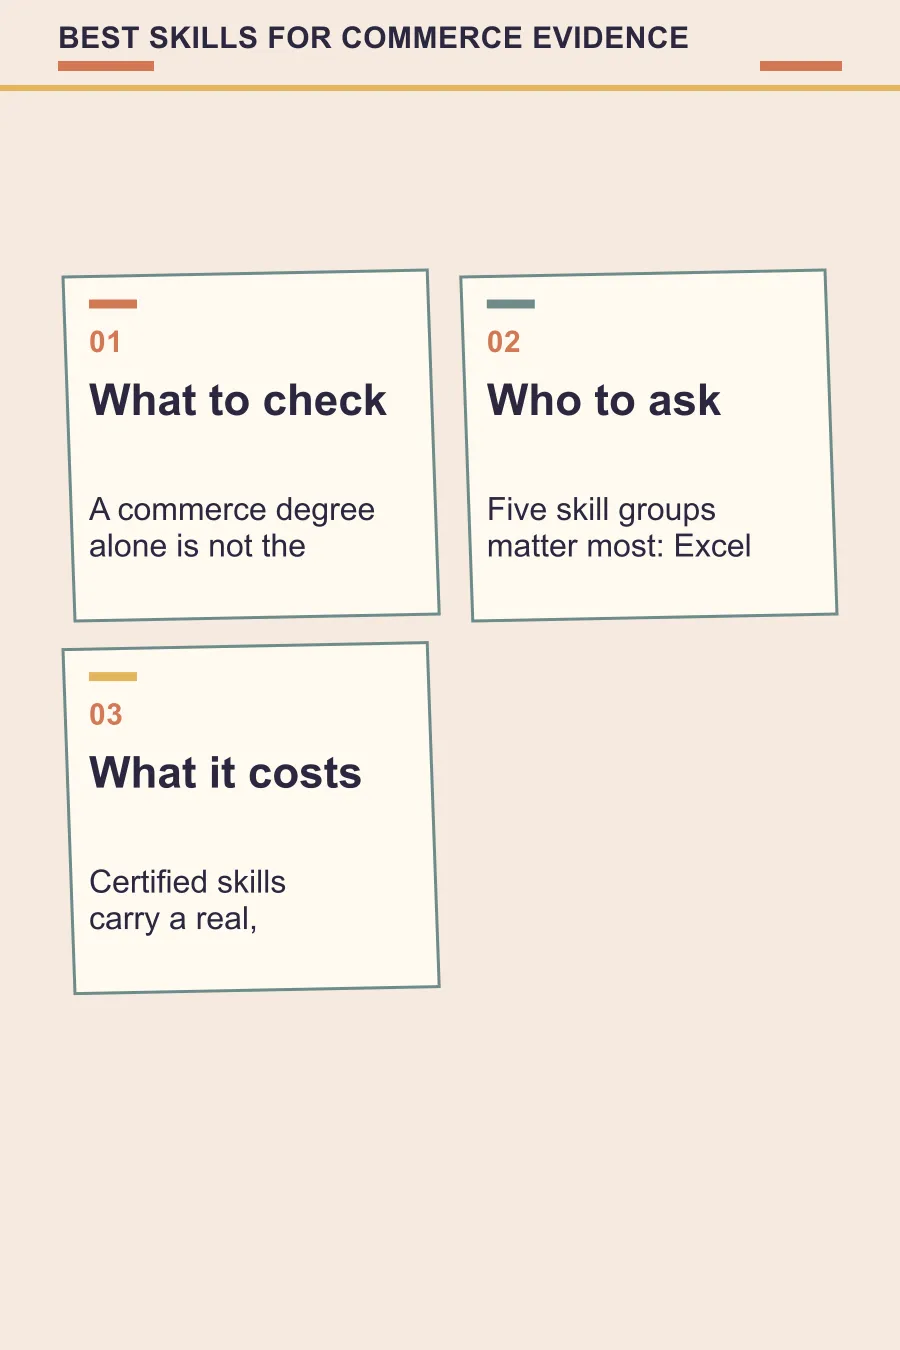 BEST SKILLS FOR COMMERCE EVIDENCE
01
What to check
A commerce degree
alone is not the
02
Who to ask
Five skill groups
matter most: Excel
03
What it costs
Certified skills
carry a real,